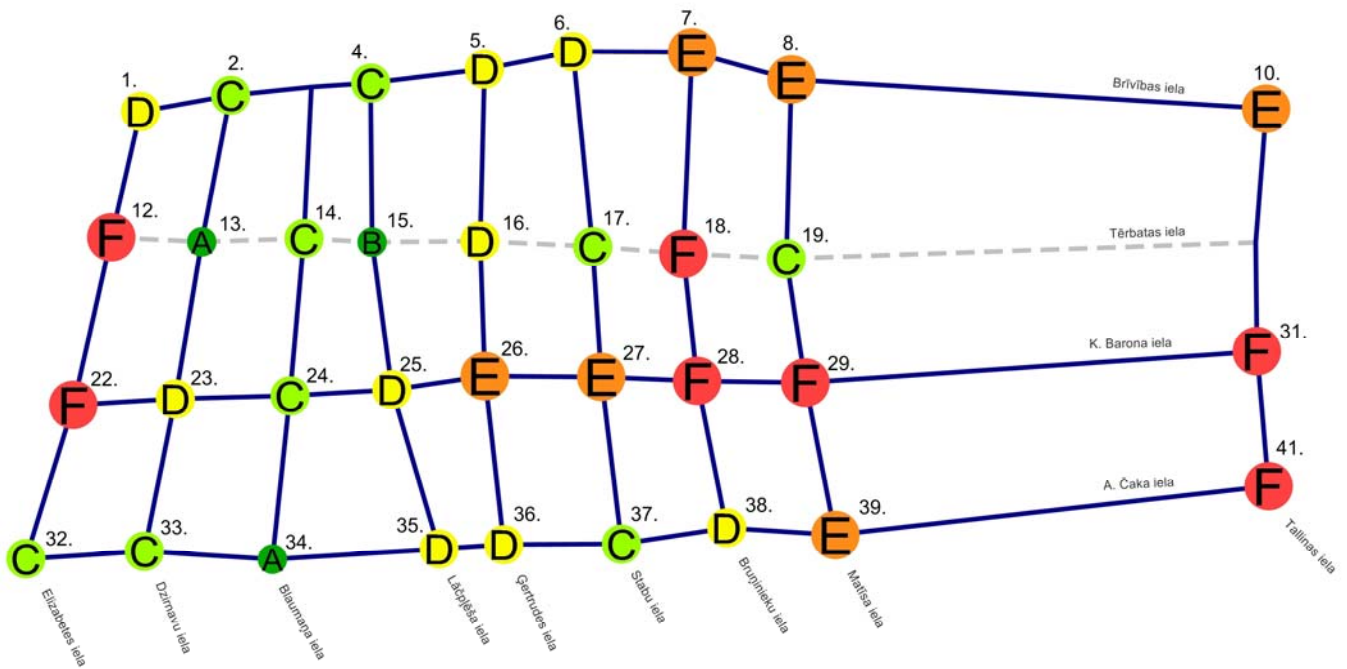 1. D
2. C
4. C
5. D
6. D
7. E
8. E
10. E
Brīvības iela
12. F
13. A
14. C
15. B
16. D
17. C
18. F
19. C
Tērbatas iela
22. F
23. D
24. C
25. D
26. E
27. E
28. F
29. F
31. F
K. Barona iela
32. C
33. C
34. A
35. D
36. D
37. C
38. D
39. E
41. F
A. Čaka iela
Elizabetes iela
Dzirnavu iela
Blaumaņa iela
Lāčplēša iela
Ģertrudes iela
Stabu iela
Bruņinieku iela
Matīsa iela
Tallinas iela